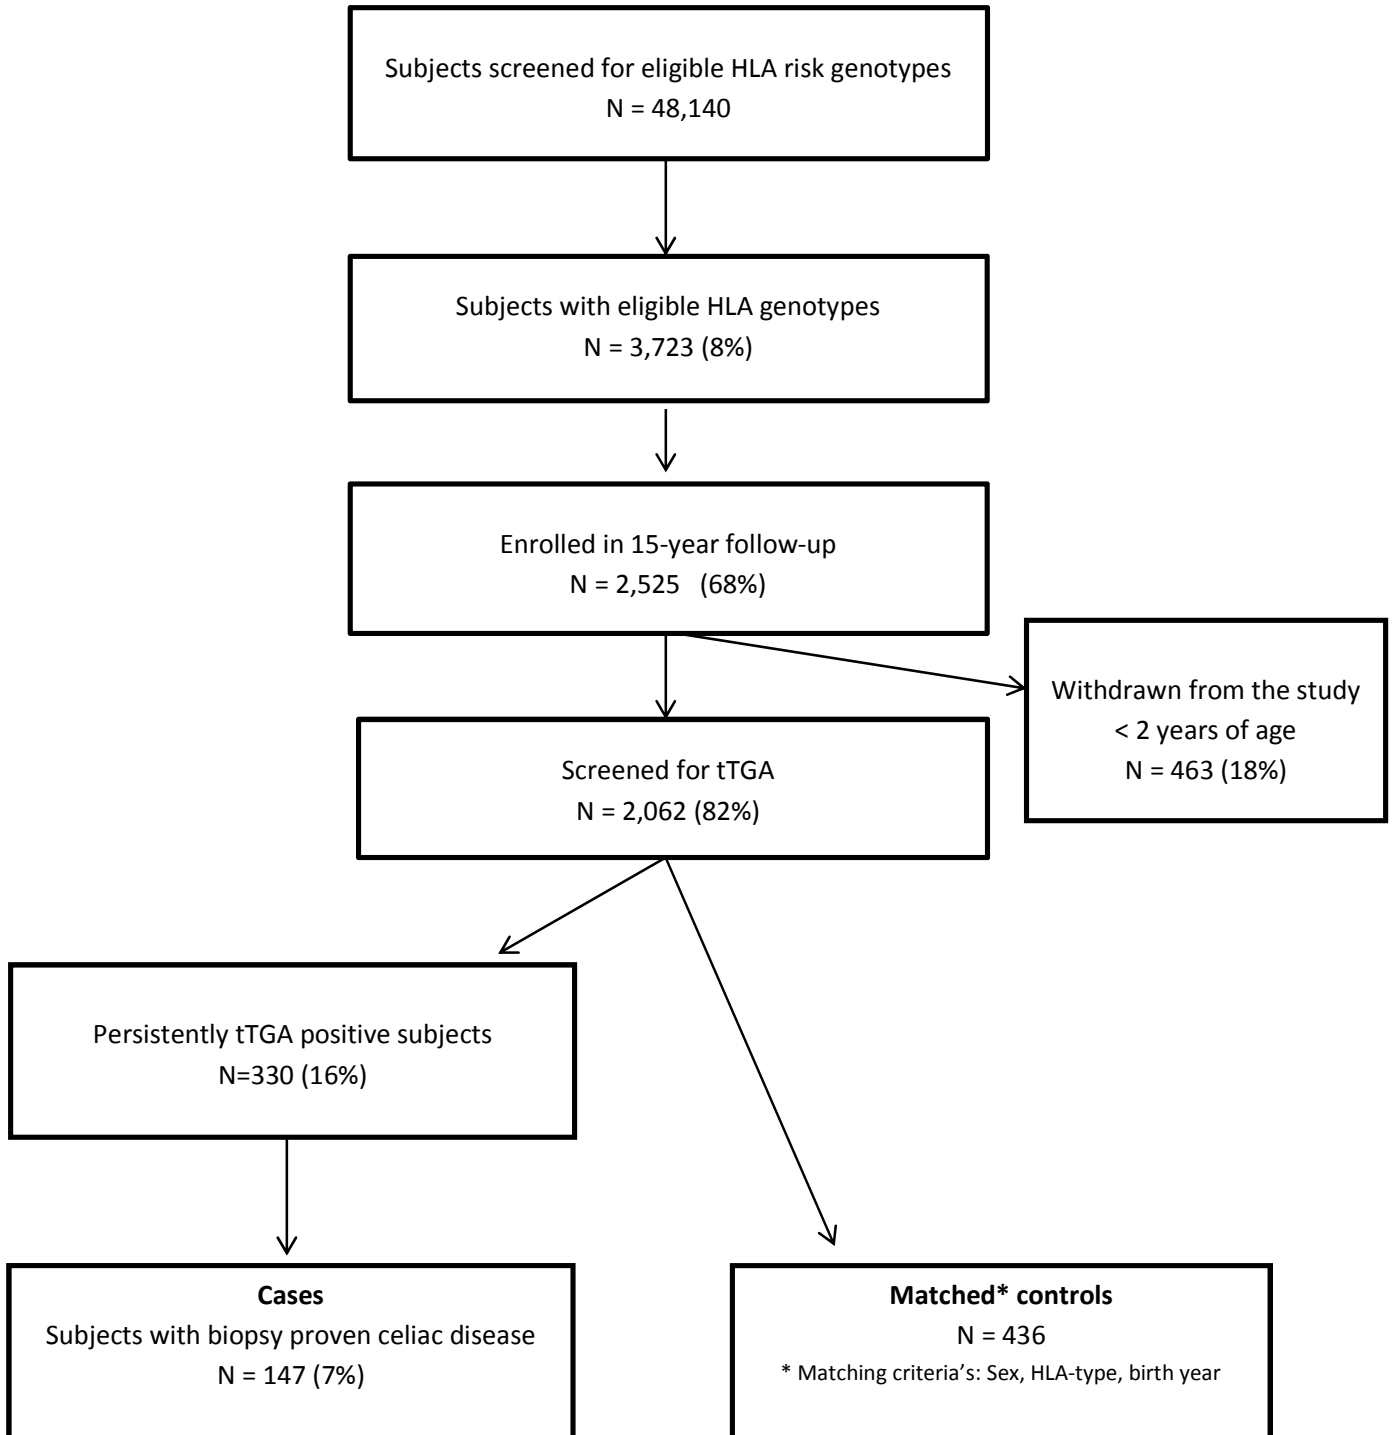 Subjects screened for eligible HLA risk genotypes
N = 48,140
Subjects with eligible HLA genotypes
N = 3,723 (8%)
Enrolled in 15-year follow-up
N = 2,525 (68%)
Withdrawn from the study
< 2 years of age
N = 463 (18%)
Screened for tTGA
N = 2,062 (82%)
Persistently tTGA positive subjects
N=330 (16%)
Cases
Subjects with biopsy proven celiac disease
N = 147 (7%)
Matched* controls
N = 436
* Matching criteria's: Sex, HLA-type, birth year